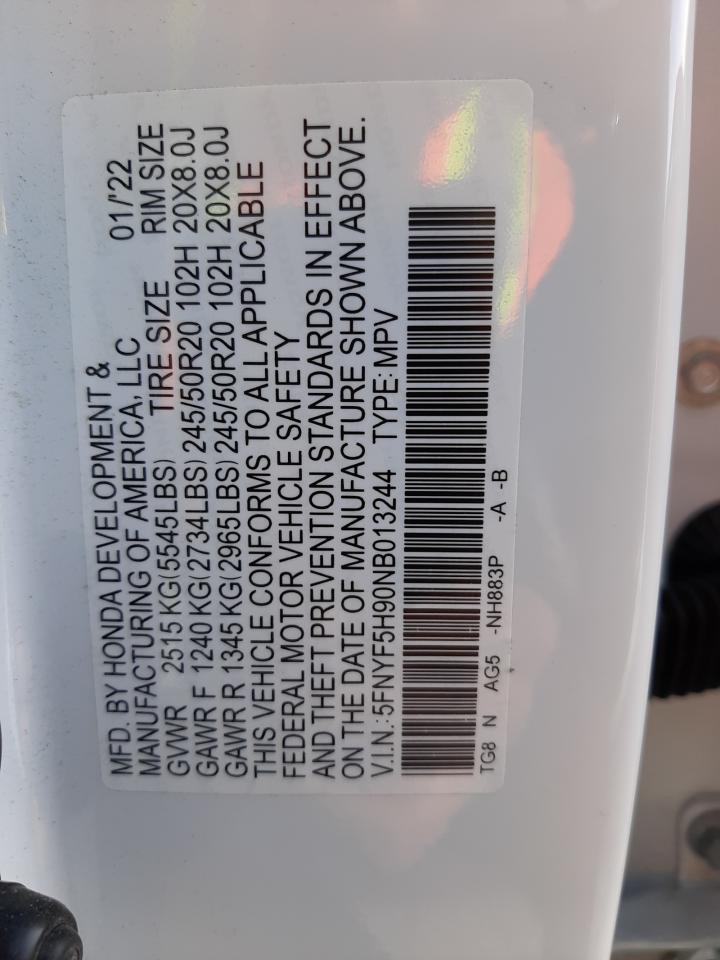 MFD. BY HONDA DEVELOPMENT &
MANUFACTURING OF AMERICA, LLC 01/'22
GVWR 2515 KG(5545LBS) TIRE SIZE RIM SIZE
GAWR F 1240 KG(2734LBS) 245/50R20 102H 20X8.0J
GAWR R 1345 KG(2965LBS) 245/50R20 102H 20X8.0J
THIS VEHICLE CONFORMS TO ALL APPLICABLE
FEDERAL MOTOR VEHICLE SAFETY
AND THEFT PREVENTION STANDARDS IN EFFECT
ON THE DATE OF MANUFACTURE SHOWN ABOVE.
V.I.N.:5FNYF5H90NB013244 TYPE:MPV
TG8 N AG5 -NH883P -A -B